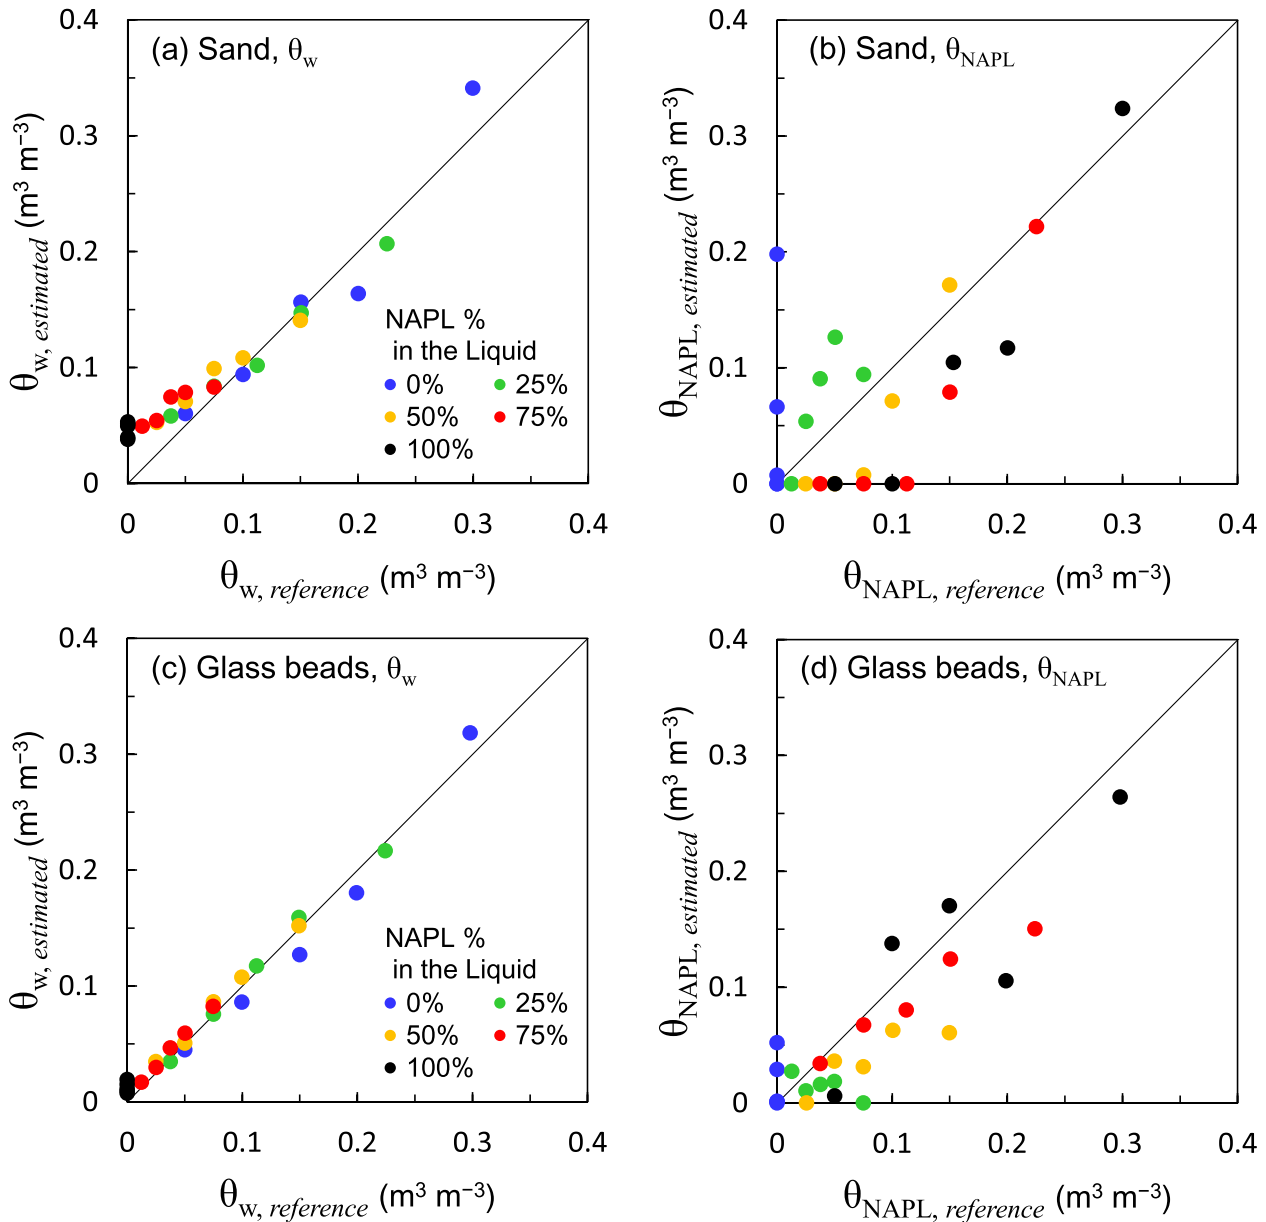 (a) Sand, θw
0.4
0.3
0.2
0.1
0
0 0.1 0.2 0.3 0.4
θw, estimated (m³ m⁻³)
θw, reference (m³ m⁻³)
NAPL %
in the Liquid
0% 25%
50% 75%
100%
(b) Sand, θNAPL
0.4
0.3
0.2
0.1
0
0 0.1 0.2 0.3 0.4
θNAPL, estimated (m³ m⁻³)
θNAPL, reference (m³ m⁻³)
(c) Glass beads, θw
0.4
0.3
0.2
0.1
0
0 0.1 0.2 0.3 0.4
θw, estimated (m³ m⁻³)
θw, reference (m³ m⁻³)
NAPL %
in the Liquid
0% 25%
50% 75%
100%
(d) Glass beads, θNAPL
0.4
0.3
0.2
0.1
0
0 0.1 0.2 0.3 0.4
θNAPL, estimated (m³ m⁻³)
θNAPL, reference (m³ m⁻³)